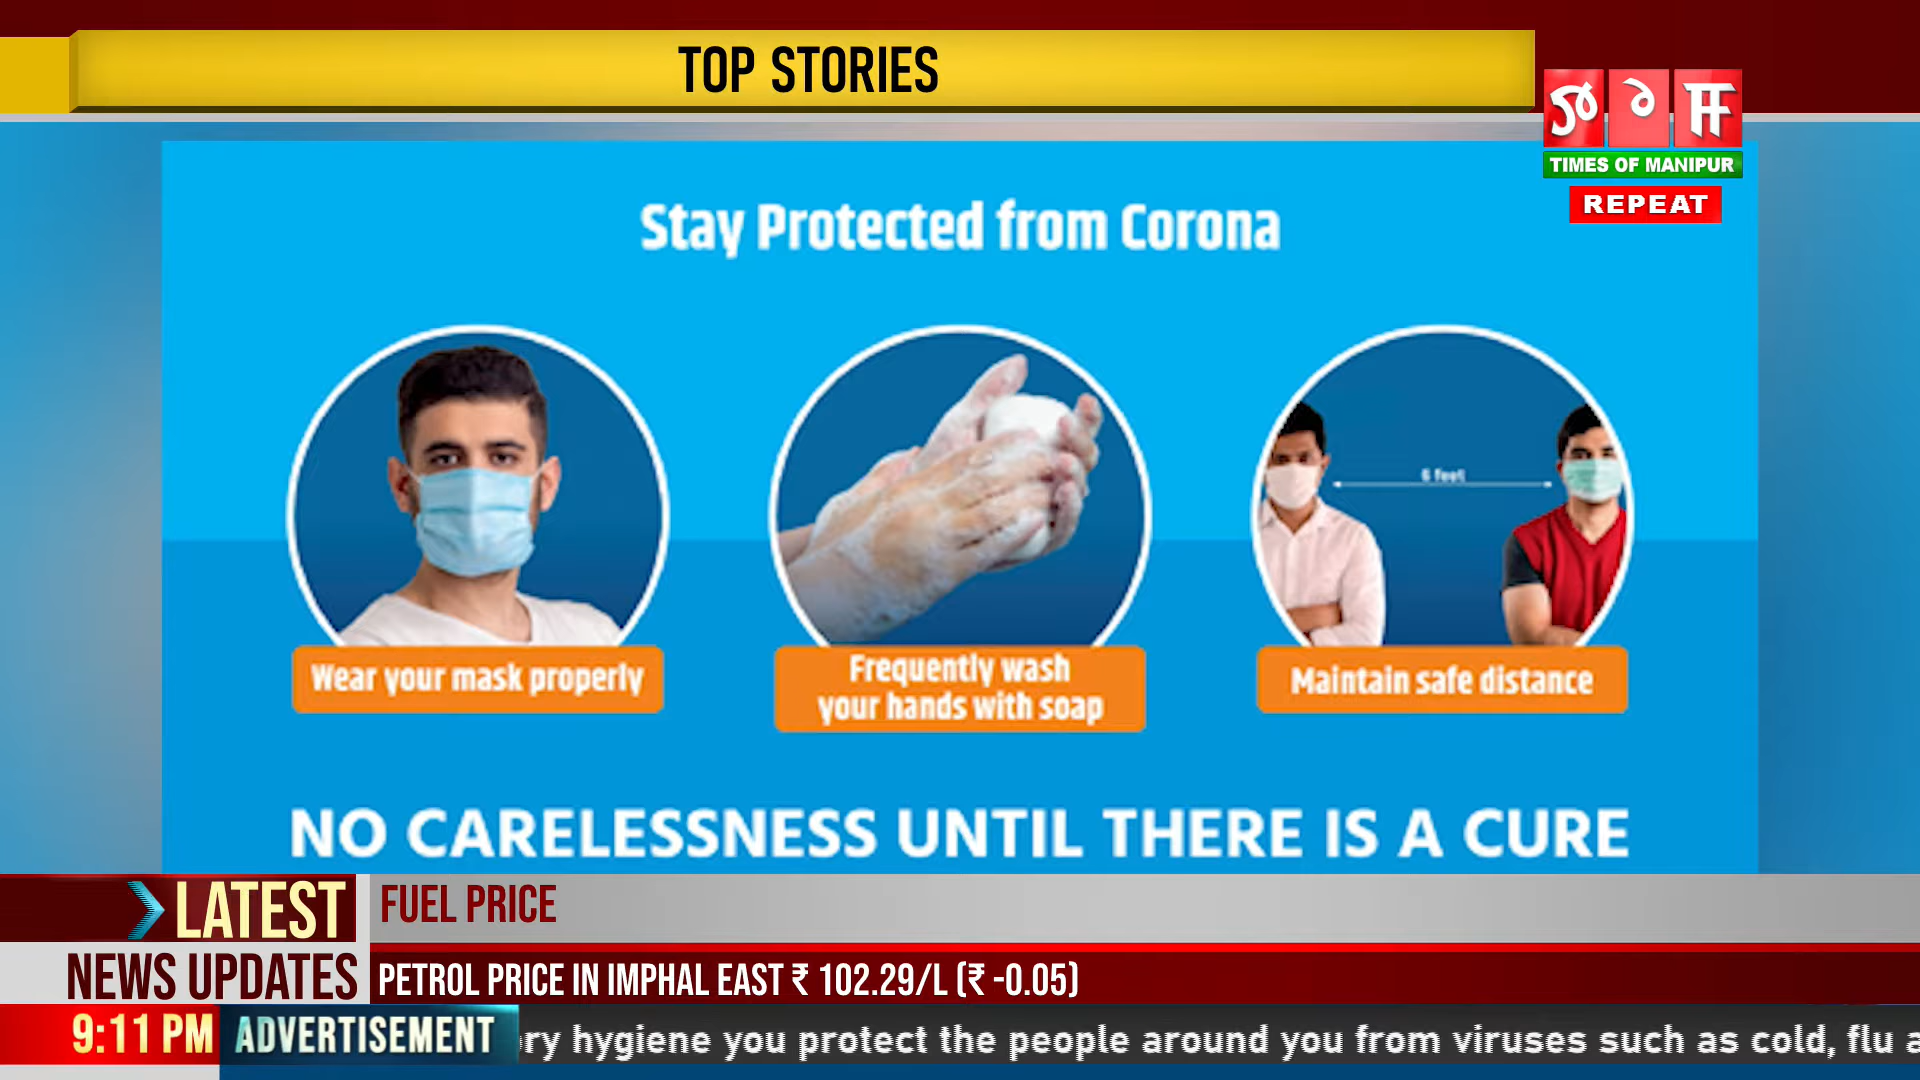 TOP STORIES
TIMES OF MANIPUR
REPEAT
Stay Protected from Corona
6 feet
Wear your mask properly
Frequently wash
your hands with soap
Maintain safe distance
NO CARELESSNESS UNTIL THERE IS A CURE
LATEST
NEWS UPDATES
FUEL PRICE
PETROL PRICE IN IMPHAL EAST ₹ 102.29/L (₹ -0.05)
9:11 PM
ADVERTISEMENT
hygiene you protect the people around you from viruses such as cold, flu